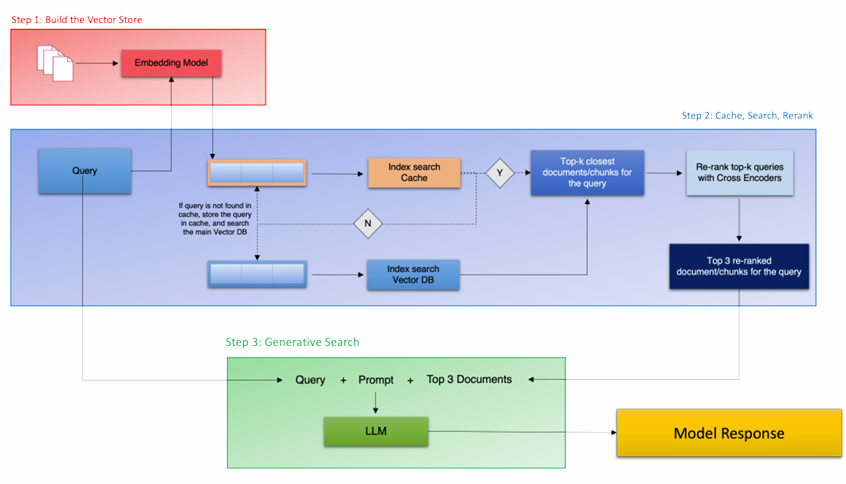 Step 1: Build the Vector Store
Embedding Model
Step 2: Cache, Search, Rerank
Query
Index search
Cache
Y
Top-k closest
documents/chunks for
the query
Re-rank top-k queries
with Cross Encoders
If query is not found in
cache, store the query
in cache, and search
the main Vector DB
N
Index search
Vector DB
Top 3 re-ranked
document/chunks for the query
Step 3: Generative Search
Query + Prompt + Top 3 Documents
LLM
Model Response